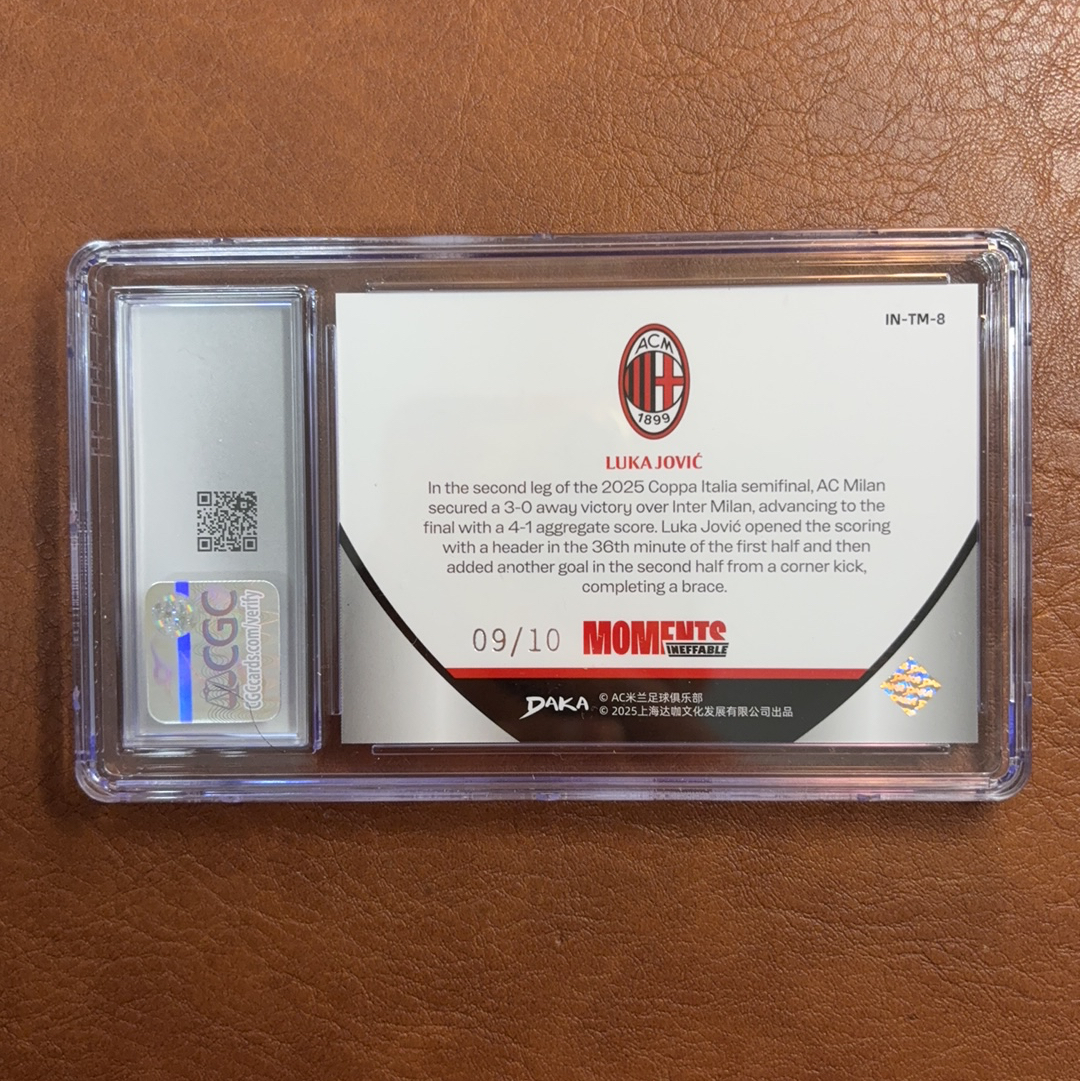 IN-TM-8
ACM
1899
LUKA JOVIĆ
In the second leg of the 2025 Coppa Italia semifinal, AC Milan
secured a 3-0 away victory over Inter Milan, advancing to the
final with a 4-1 aggregate score. Luka Jović opened the scoring
with a header in the 36th minute of the first half and then
added another goal in the second half from a corner kick,
completing a brace.
09/10 MOMENTS
INEFFABLE
DAKA
© AC米兰足球俱乐部
© 2025上海达咖文化发展有限公司出品
CGC
CGCcards.com/verify